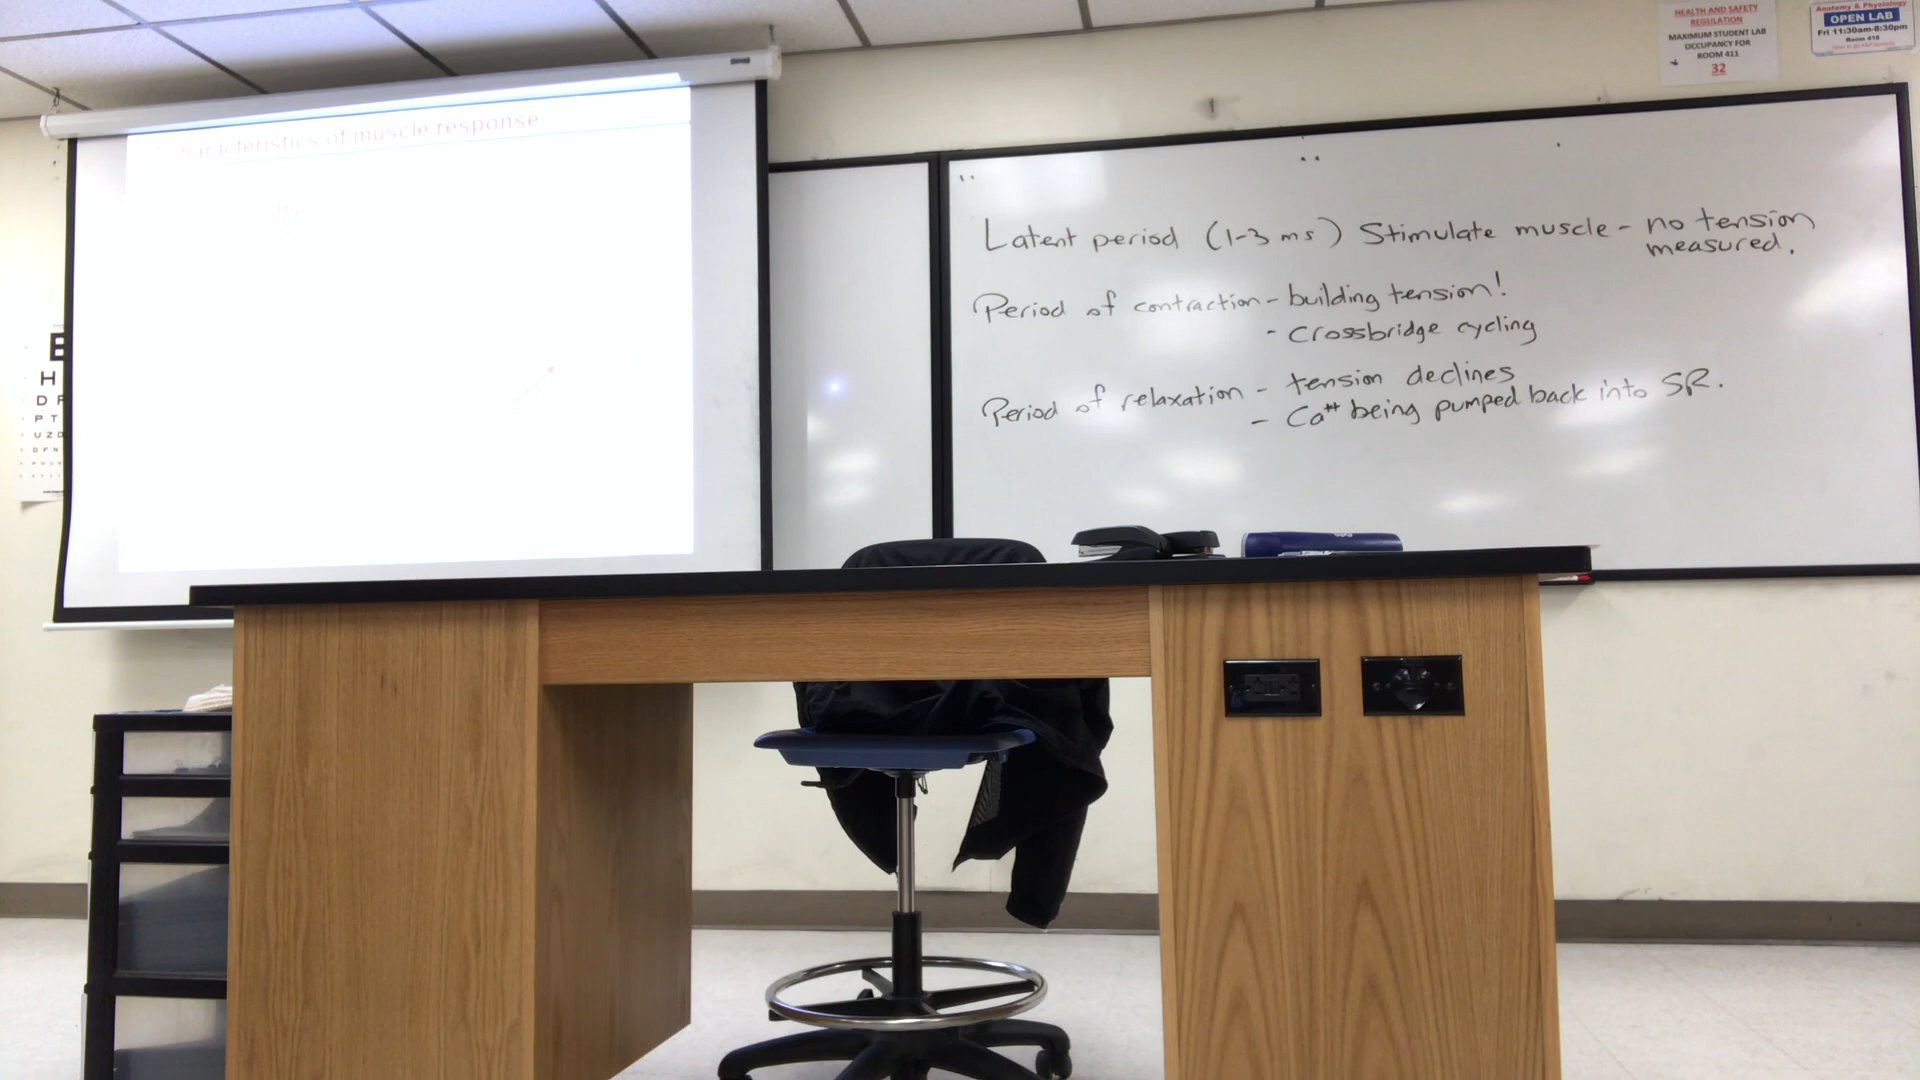 HEALTH AND SAFETY
REGULATION
MAXIMUM STUDENT LAB
OCCUPANCY FOR
ROOM 411
32
Anatomy & Physiology
OPEN LAB
Fri 11:30am-8:30pm
Room 418
of muscle response
Latent period (1-3 ms) Stimulate muscle - no tension
measured.
Period of contraction - building tension!
- crossbridge cycling
Period of relaxation - tension declines
- Ca++ being pumped back into SR.
E
H
D F
P T
U Z D
D F N